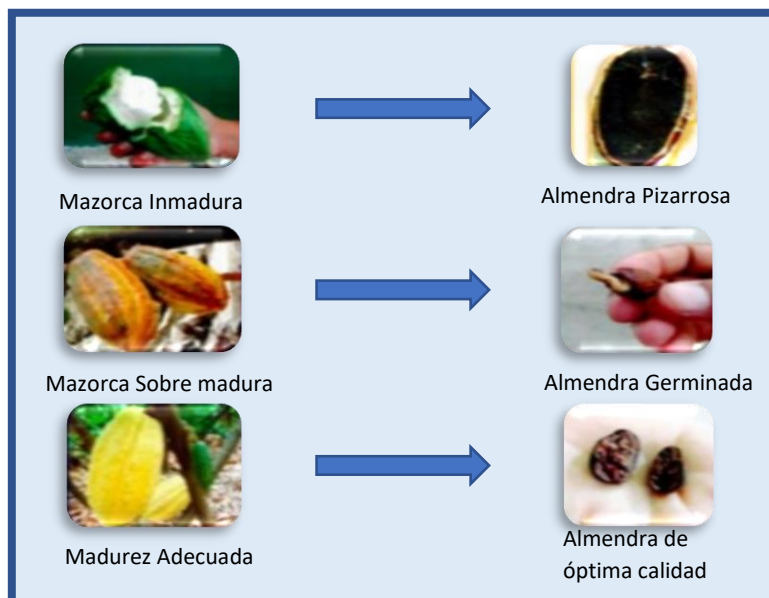 Mazorca Inmadura
Almendra Pizarrosa
Mazorca Sobre madura
Almendra Germinada
Madurez Adecuada
Almendra de
óptima calidad